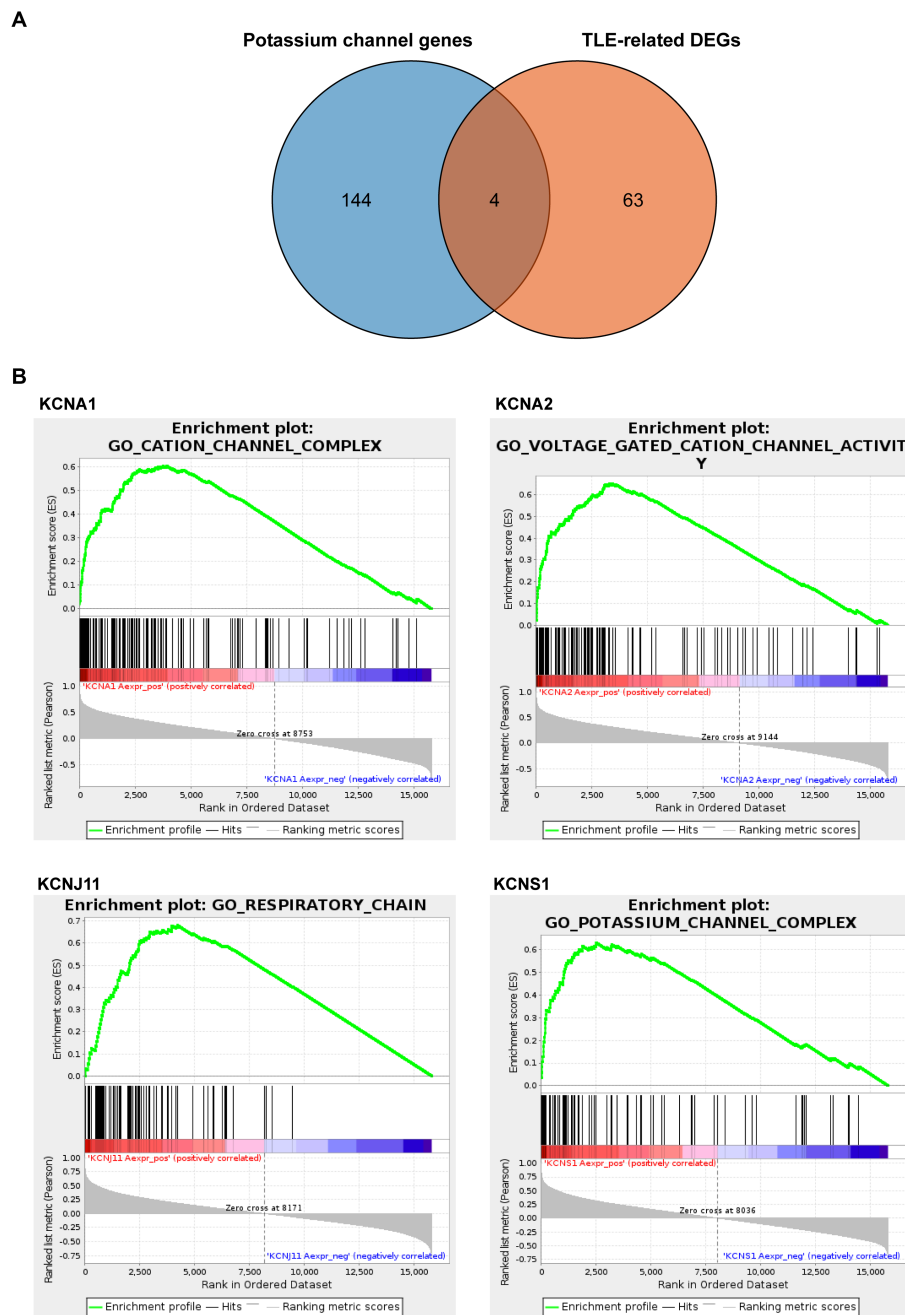 A
Potassium channel genes
TLE-related DEGs
144
4
63
B
KCNA1
Enrichment plot:
GO_CATION_CHANNEL_COMPLEX
0.6
0.5
0.4
0.3
0.2
0.1
0.0
Enrichment score (ES)
1.0
0.5
0.0
-0.5
Ranked list metric (Pearson)
'KCNA1 Aexpr_pos' (positively correlated)
Zero cross at 8753
'KCNA1 Aexpr_neg' (negatively correlated)
0 2,500 5,000 7,500 10,000 12,500 15,000
Rank in Ordered Dataset
Enrichment profile Hits Ranking metric scores
KCNA2
Enrichment plot:
GO_VOLTAGE_GATED_CATION_CHANNEL_ACTIVIT
Y
0.6
0.5
0.4
0.3
0.2
0.1
0.0
Enrichment score (ES)
1.0
0.5
0.0
-0.5
Ranked list metric (Pearson)
'KCNA2 Aexpr_pos' (positively correlated)
Zero cross at 9144
'KCNA2 Aexpr_neg' (negatively correlated)
0 2,500 5,000 7,500 10,000 12,500 15,000
Rank in Ordered Dataset
Enrichment profile Hits Ranking metric scores
KCNJ11
Enrichment plot: GO_RESPIRATORY_CHAIN
0.7
0.6
0.5
0.4
0.3
0.2
0.1
0.0
Enrichment score (ES)
1.00
0.75
0.50
0.25
0.00
-0.25
-0.50
-0.75
Ranked list metric (Pearson)
'KCNJ11 Aexpr_pos' (positively correlated)
Zero cross at 8171
'KCNJ11 Aexpr_neg' (negatively correlated)
0 2,500 5,000 7,500 10,000 12,500 15,000
Rank in Ordered Dataset
Enrichment profile Hits Ranking metric scores
KCNS1
Enrichment plot:
GO_POTASSIUM_CHANNEL_COMPLEX
0.6
0.5
0.4
0.3
0.2
0.1
0.0
Enrichment score (ES)
1.00
0.75
0.50
0.25
0.00
-0.25
-0.50
-0.75
Ranked list metric (Pearson)
'KCNS1 Aexpr_pos' (positively correlated)
Zero cross at 8036
'KCNS1 Aexpr_neg' (negatively correlated)
0 2,500 5,000 7,500 10,000 12,500 15,000
Rank in Ordered Dataset
Enrichment profile Hits Ranking metric scores